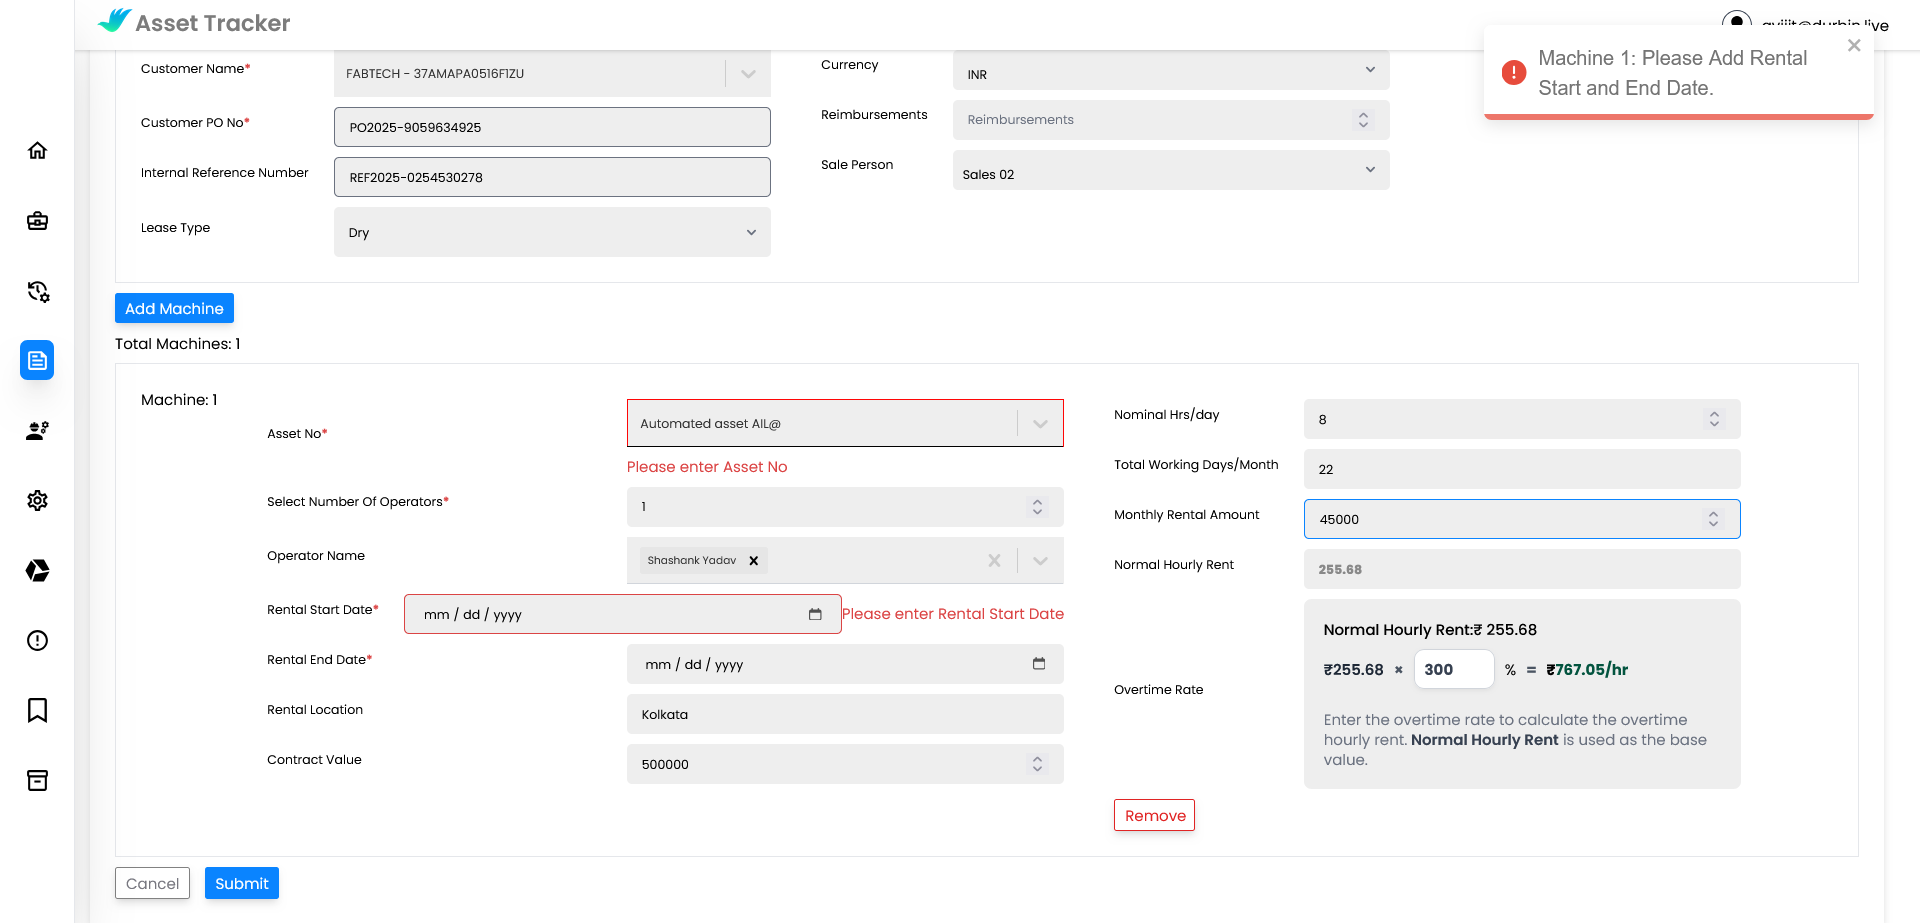 Asset Tracker
Machine 1: Please Add Rental
Start and End Date.
Customer Name*
FABTECH - 37AMAPA0516F1ZU
Currency
INR
Customer PO No*
PO2025-9059634925
Reimbursements
Reimbursements
Internal Reference Number
REF2025-0254530278
Sale Person
Sales 02
Lease Type
Dry
Add Machine
Total Machines: 1
Machine: 1
Asset No*
Automated asset AIL@
Please enter Asset No
Select Number Of Operators*
1
Operator Name
Shashank Yadav
Rental Start Date*
mm / dd / yyyy
Please enter Rental Start Date
Rental End Date*
mm / dd / yyyy
Rental Location
Kolkata
Contract Value
500000
Nominal Hrs/day
8
Total Working Days/Month
22
Monthly Rental Amount
45000
Normal Hourly Rent
255.68
Overtime Rate
Normal Hourly Rent:₹ 255.68
₹255.68 × 300 % = ₹767.05/hr
Enter the overtime rate to calculate the overtime
hourly rent. Normal Hourly Rent is used as the base
value.
Remove
Cancel
Submit